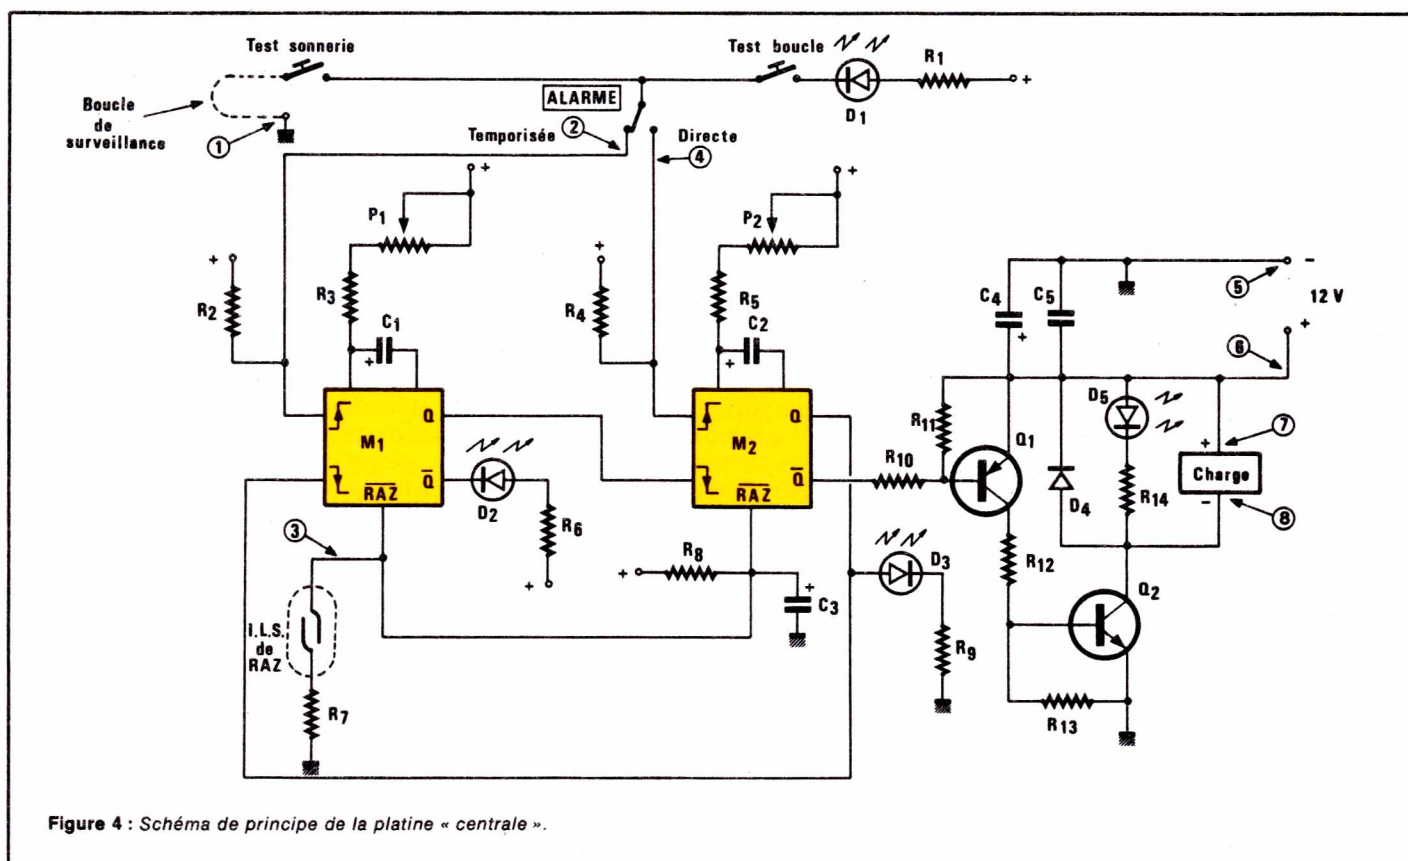 Test sonnerie
Test boucle
R1
+
D1
Boucle
de
surveillance
1
ALARME
Temporisée
2
Directe
4
+
+
P1
P2
+
+
R2
R3
C1
+
R4
R5
C2
+
C4
+
C5
5
-
12 V
+
6
M1
Q
Q
RAZ
M2
Q
Q
RAZ
D2
R6
+
R10
R11
Q1
D4
D5
R14
+
7
Charge
-
8
3
I.L.S.
de
RAZ
R7
+
R8
+
C3
D3
R9
R12
Q2
R13
Figure 4 : Schéma de principe de la platine « centrale ».